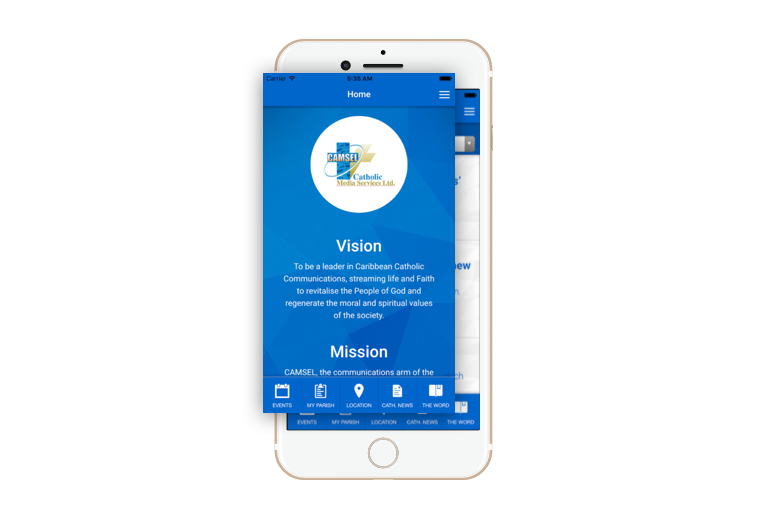 Carrier 5:35 AM
Home
CAMSEL
Catholic
Media Services Ltd.
Vision
To be a leader in Caribbean Catholic
Communications, streaming life and Faith
to revitalise the People of God and
regenerate the moral and spiritual values
of the society.
Mission
CAMSEL, the communications arm of the
EVENTS MY PARISH LOCATION CATH. NEWS THE WORD
EVENTS MY PARISH LOCATION CATH. NEWS THE WORD